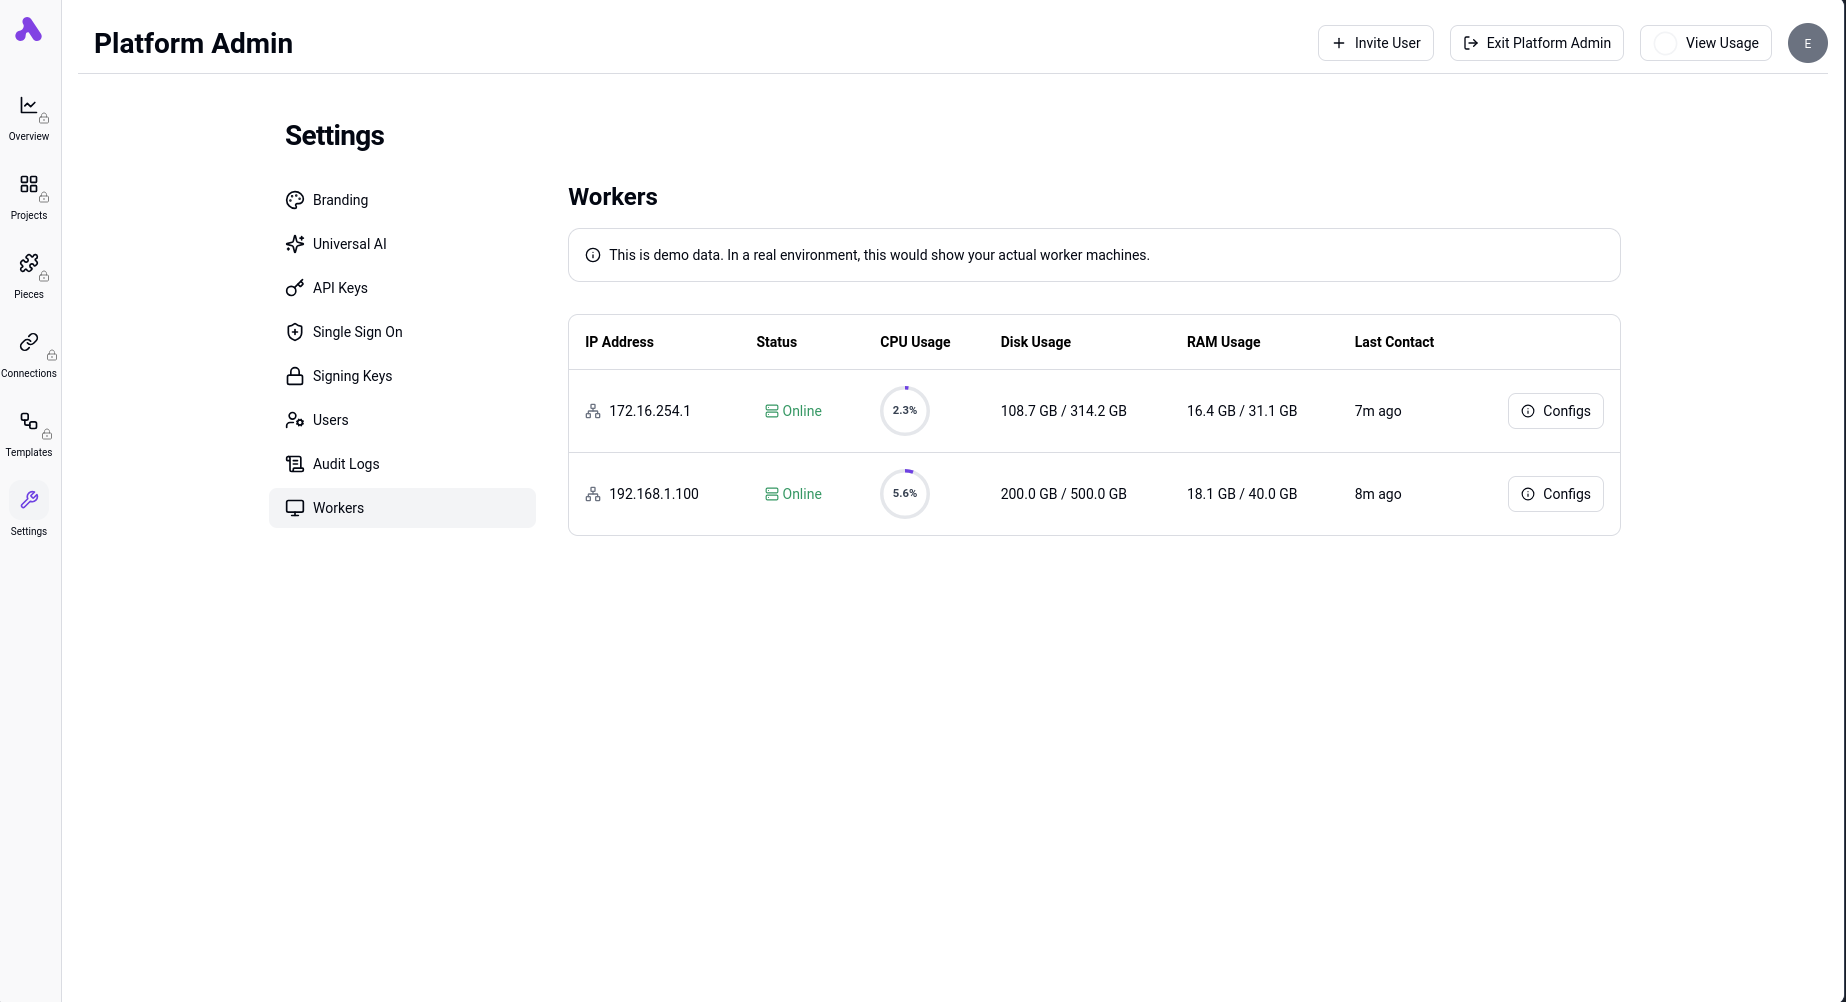 Platform Admin
Invite User
Exit Platform Admin
View Usage
E
Overview
Projects
Pieces
Connections
Templates
Settings
Settings
Branding
Universal AI
API Keys
Single Sign On
Signing Keys
Users
Audit Logs
Workers
Workers
This is demo data. In a real environment, this would show your actual worker machines.
IP Address Status CPU Usage Disk Usage RAM Usage Last Contact
172.16.254.1 Online 2.3% 108.7 GB / 314.2 GB 16.4 GB / 31.1 GB 7m ago Configs
192.168.1.100 Online 5.6% 200.0 GB / 500.0 GB 18.1 GB / 40.0 GB 8m ago Configs